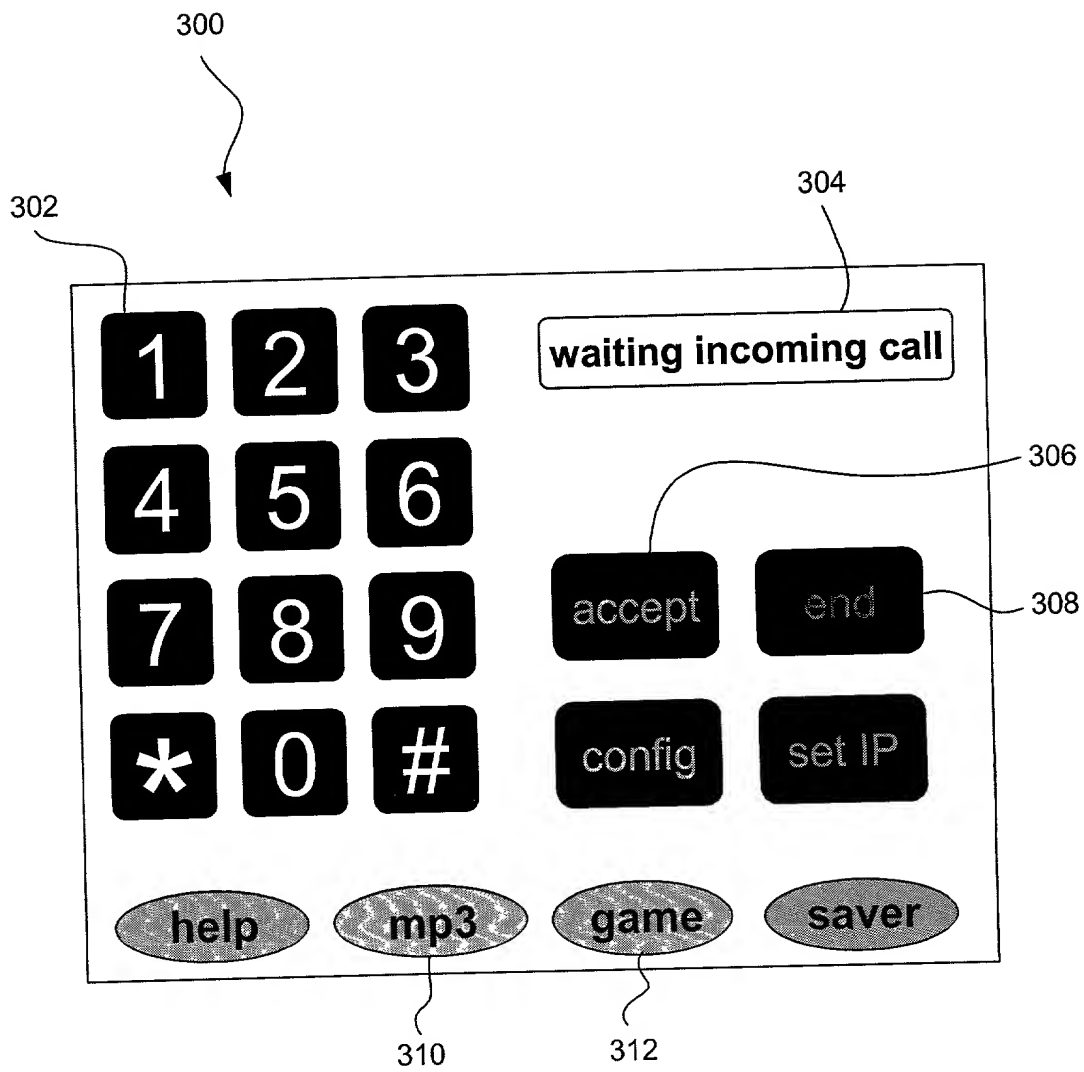 300
302
304
1 2 3
waiting incoming call
4 5 6
306
accept end
7 8 9
308
* 0 #
config set IP
help mp3 game saver
310 312